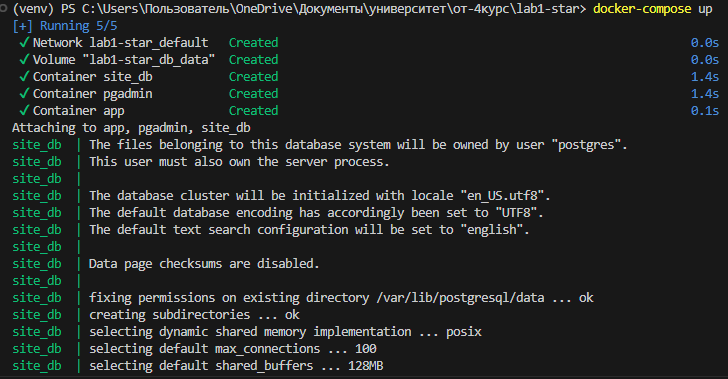 (venv) PS C:\Users\Пользователь\OneDrive\Документы\университет\от-4курс\lab1-star> docker-compose up
[+] Running 5/5
✓ Network lab1-star_default Created 0.0s
✓ Volume "lab1-star_db_data" Created 0.0s
✓ Container site_db Created 1.4s
✓ Container pgadmin Created 1.4s
✓ Container app Created 0.1s
Attaching to app, pgadmin, site_db
site_db | The files belonging to this database system will be owned by user "postgres".
site_db | This user must also own the server process.
site_db |
site_db | The database cluster will be initialized with locale "en_US.utf8".
site_db | The default database encoding has accordingly been set to "UTF8".
site_db | The default text search configuration will be set to "english".
site_db |
site_db | Data page checksums are disabled.
site_db |
site_db | fixing permissions on existing directory /var/lib/postgresql/data ... ok
site_db | creating subdirectories ... ok
site_db | selecting dynamic shared memory implementation ... posix
site_db | selecting default max_connections ... 100
site_db | selecting default shared_buffers ... 128MB